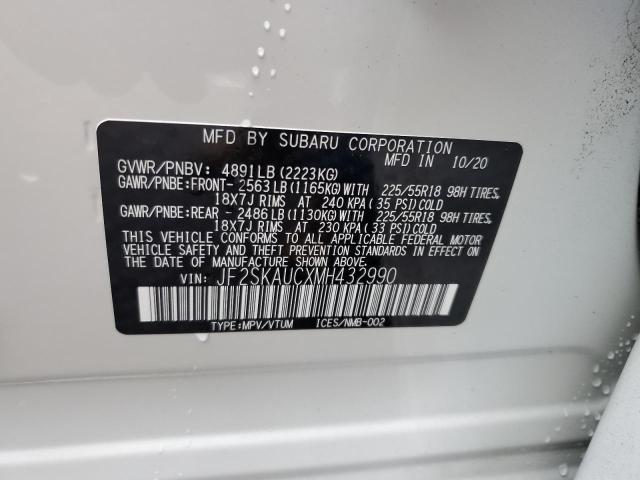 MFD BY SUBARU CORPORATION
MFD IN 10/20
GVWR/PNBV: 4891LB (2223KG)
GAWR/PNBE:FRONT- 2563LB(1165KG)WITH 225/55R18 98H TIRES,
18X7J RIMS AT 240 KPA (35 PSI)COLD
GAWR/PNBE:REAR - 2486LB(1130KG)WITH 225/55R18 98H TIRES,
18X7J RIMS AT 230 KPA (33 PSI)COLD
THIS VEHICLE CONFORMS TO ALL APPLICABLE FEDERAL MOTOR
VEHICLE SAFETY AND THEFT PREVENTION STANDARDS IN EFFECT ON
THE DATE OF MANUFACTURE SHOWN ABOVE.
VIN: JF2SKAUCXMH432990
TYPE:MPV/VTUM ICES/NMB-002